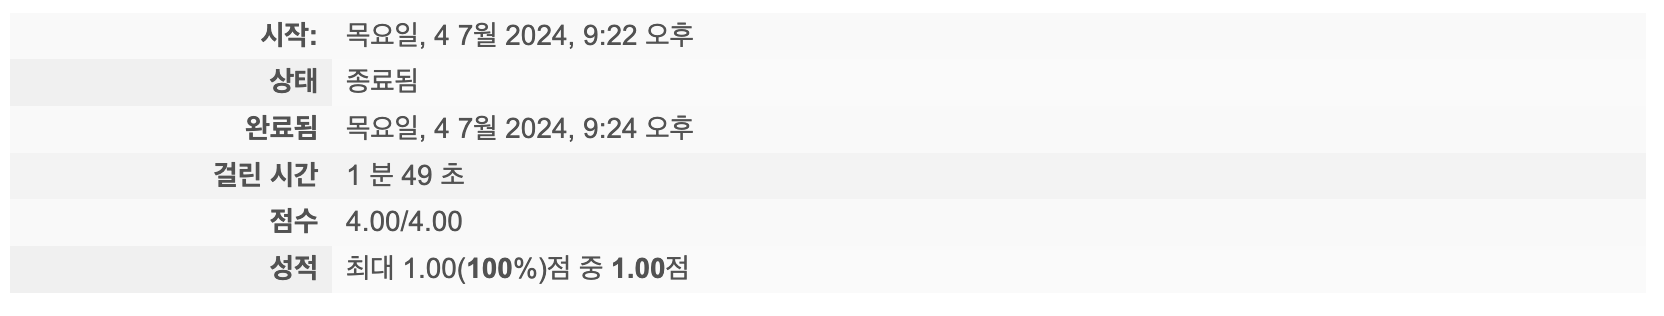 시작: 목요일, 4 7월 2024, 9:22 오후
상태 종료됨
완료됨 목요일, 4 7월 2024, 9:24 오후
걸린 시간 1 분 49 초
점수 4.00/4.00
성적 최대 1.00(100%)점 중 1.00점